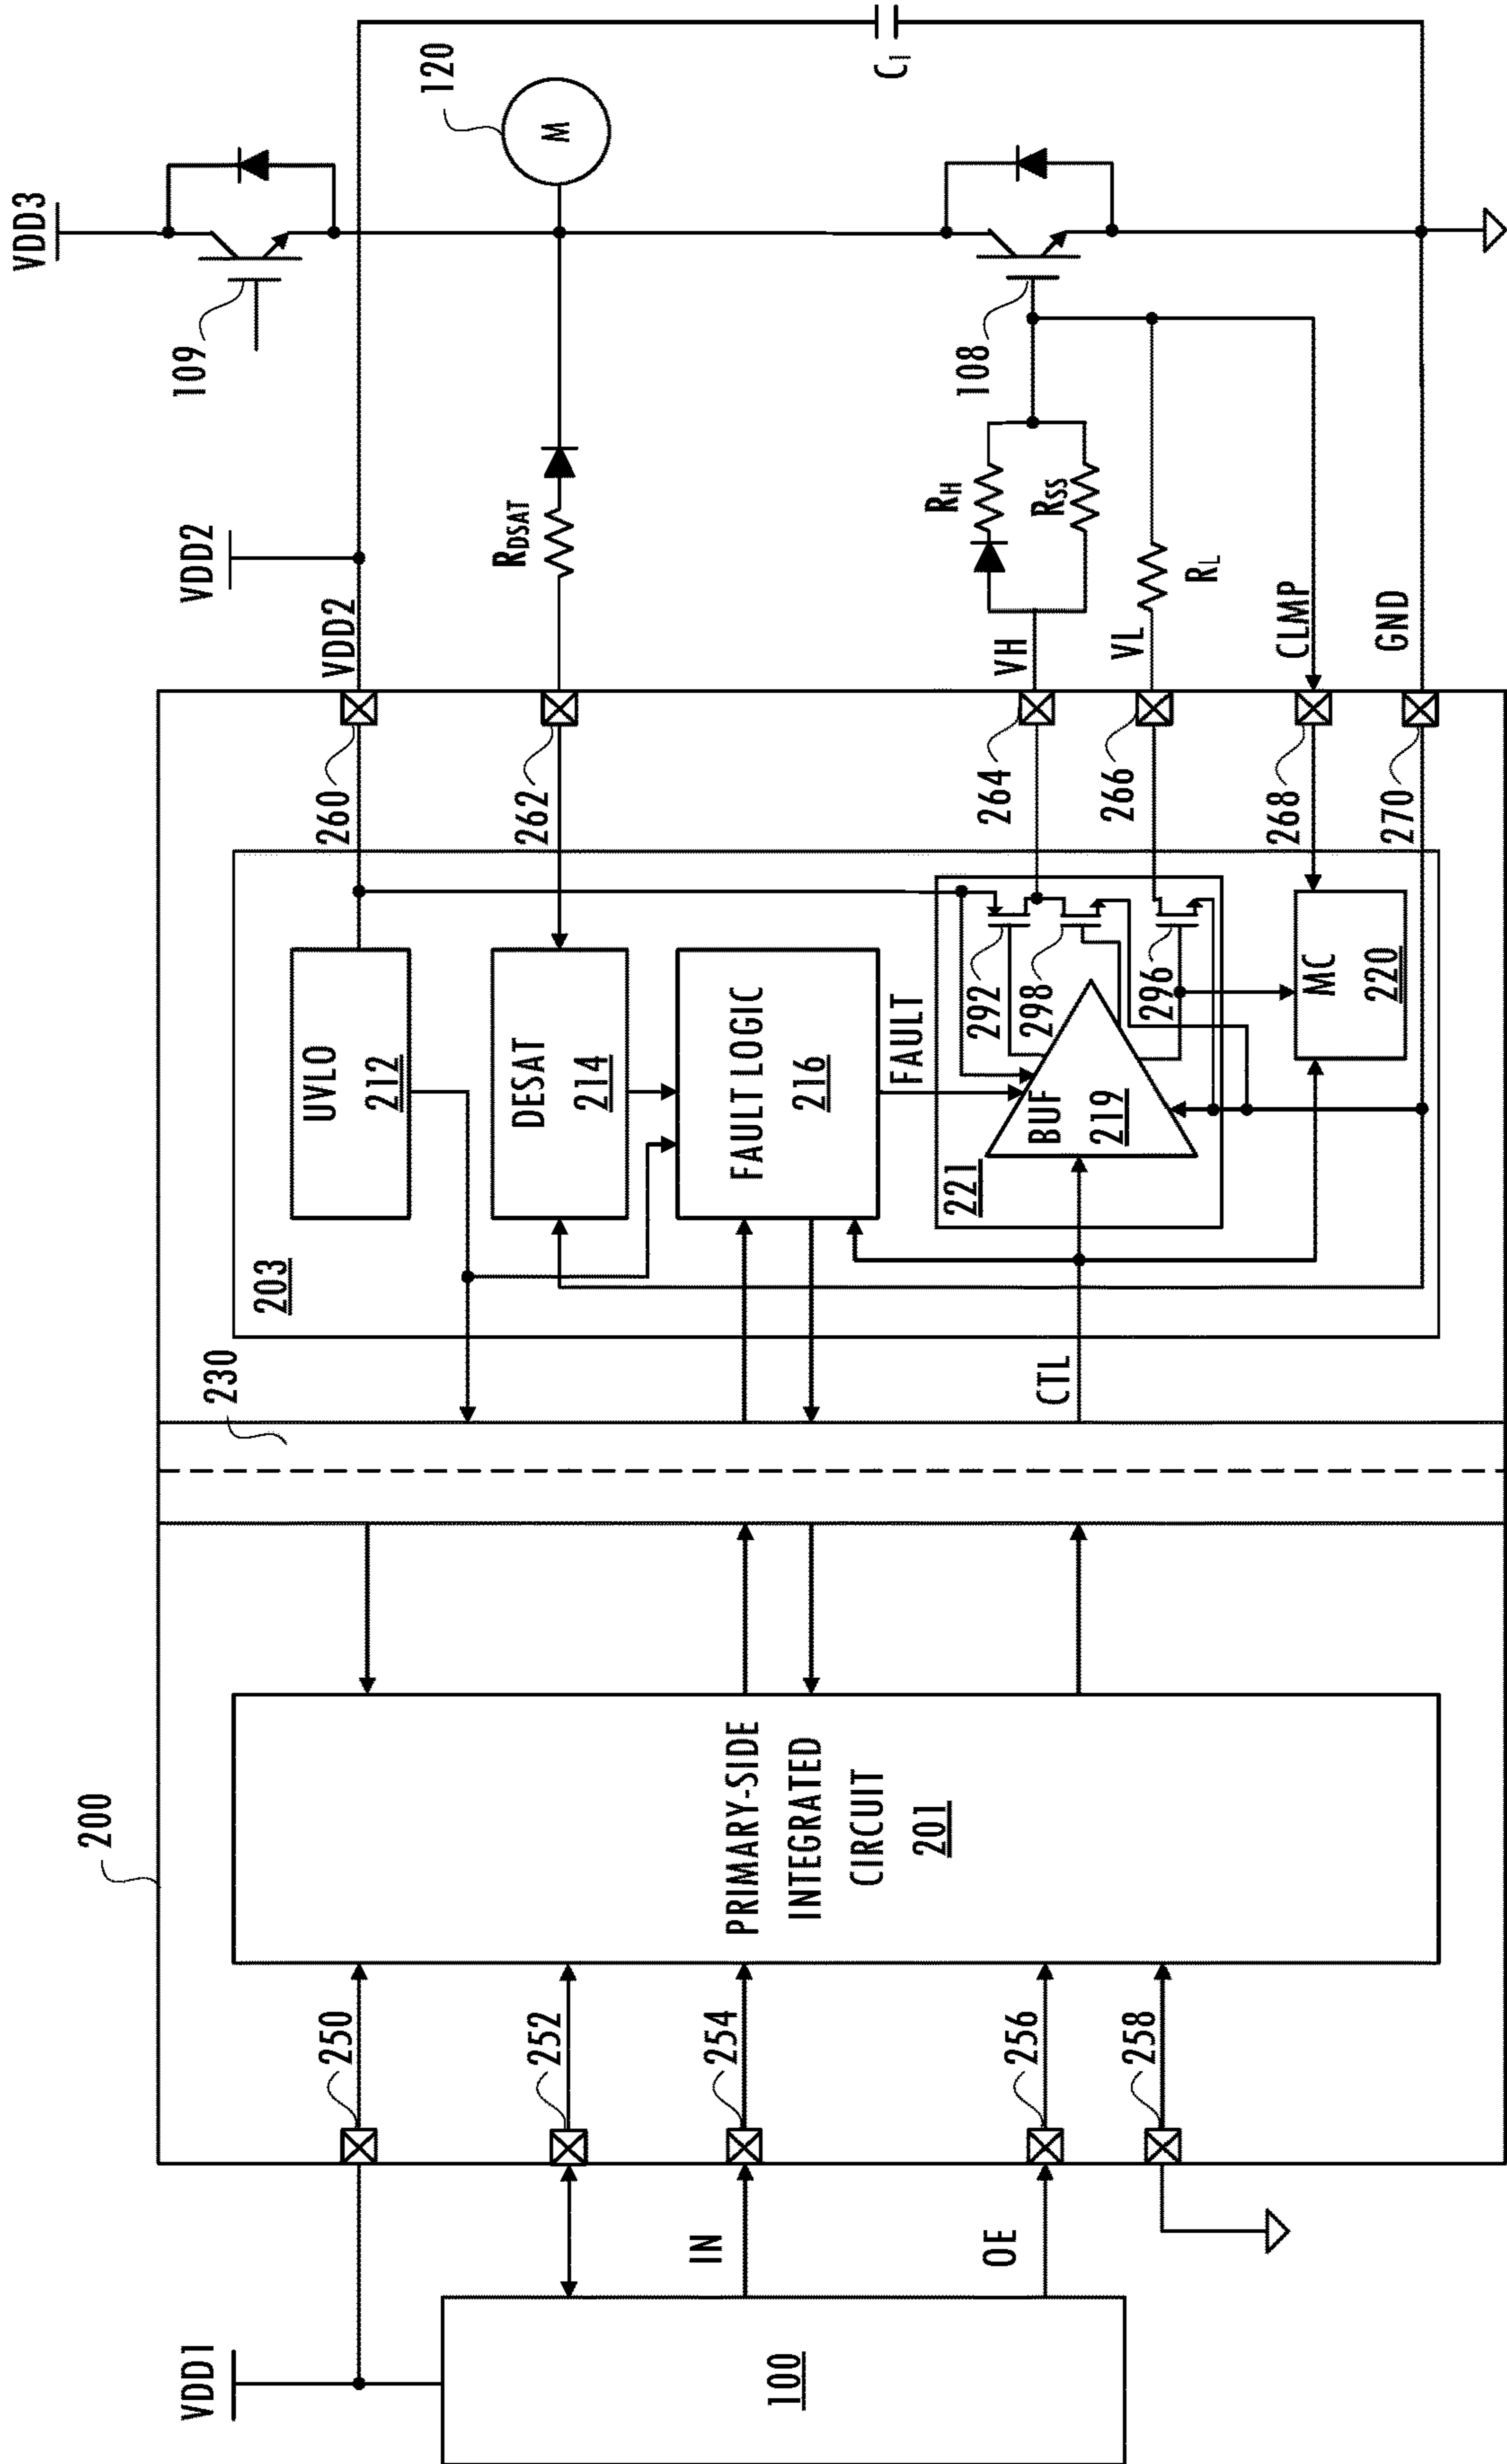 VDD1
100
IN
OE
250
252
254
256
258
200
PRIMARY-SIDE
INTEGRATED
CIRCUIT
201
230
203
CTL
UVLO
212
DESAT
214
FAULT LOGIC
216
FAULT
221
BUF
219
292
298
296
MC
220
260
262
264
266
268
270
VDD2
VH
VL
CLMP
GND
VDD2
RDSAT
RH
RSS
RL
VDD3
109
108
120
M
C1